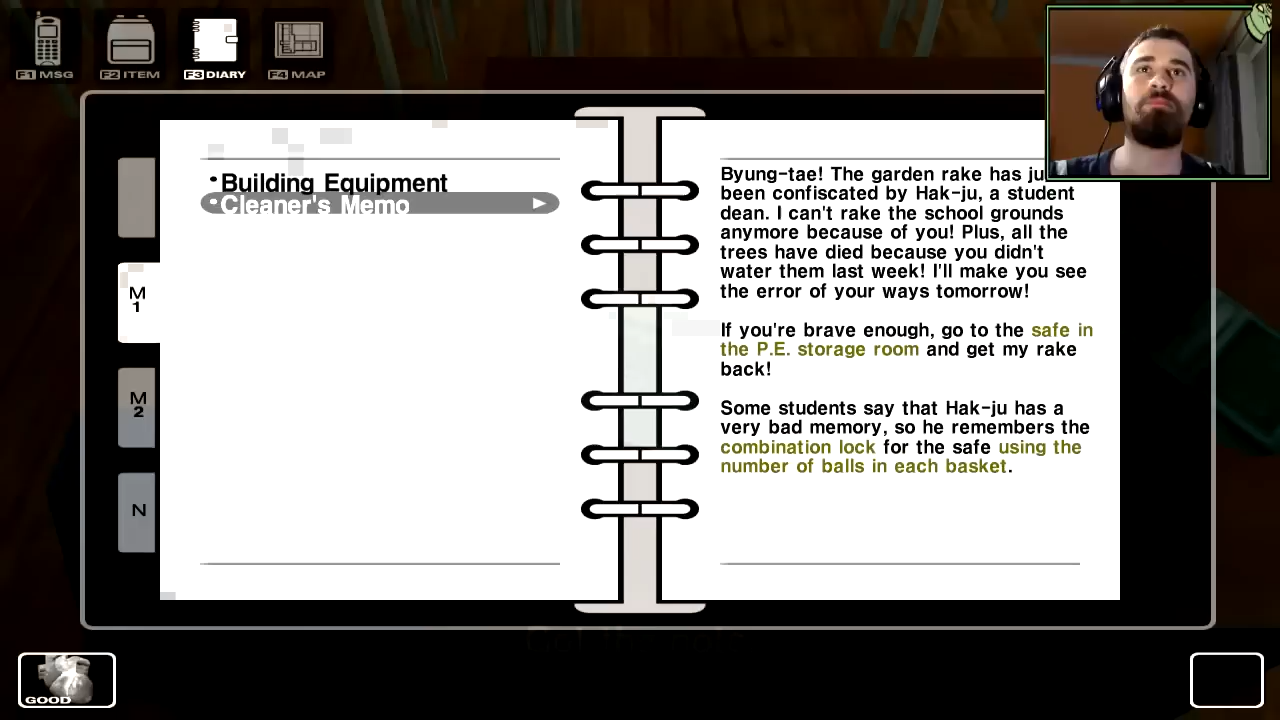 F1 MSG
F2 ITEM
F3 DIARY
F4 MAP
M
1
M
2
N
•Building Equipment
•Cleaner's Memo
Byung-tae! The garden rake has
been confiscated by Hak-ju, a student
dean. I can't rake the school grounds
anymore because of you! Plus, all the
trees have died because you didn't
water them last week! I'll make you see
the error of your ways tomorrow!
If you're brave enough, go to the safe in
the P.E. storage room and get my rake
back!
Some students say that Hak-ju has a
very bad memory, so he remembers the
combination lock for the safe using the
number of balls in each basket.
GOOD